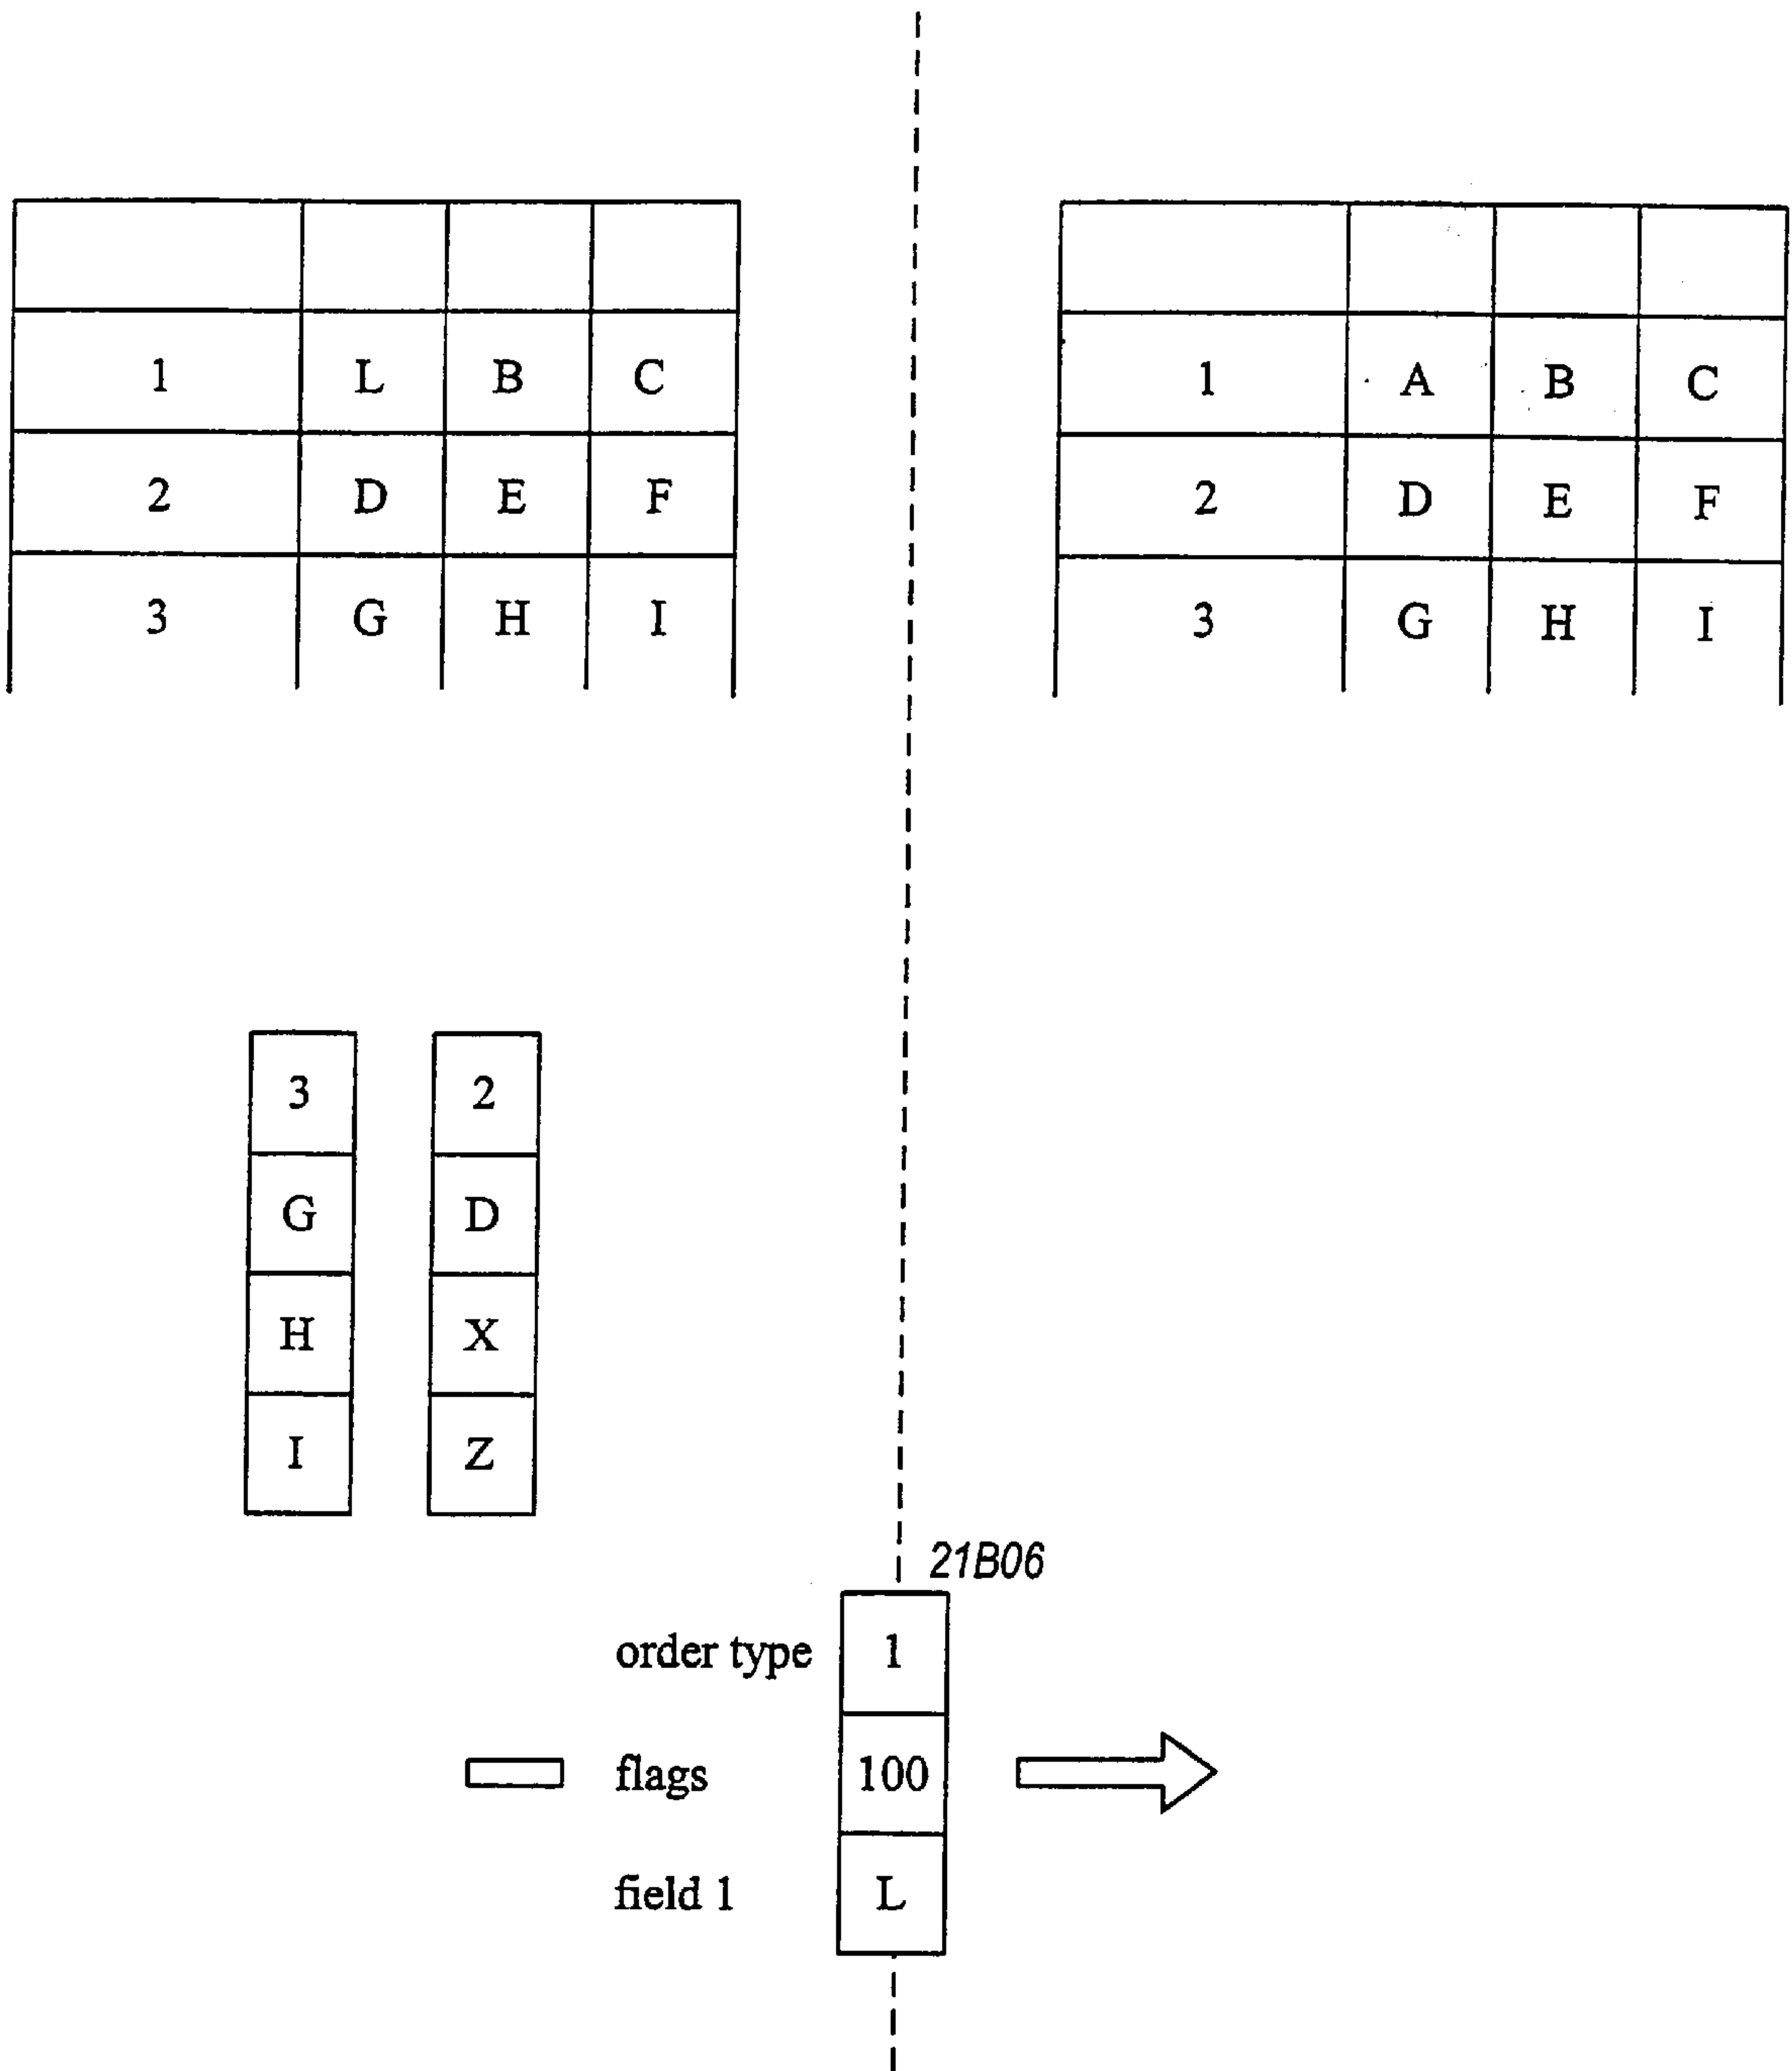 1 L B C
2 D E F
3 G H I
1 A B C
2 D E F
3 G H I
3
G
H
I
2
D
X
Z
21B06
order type 1
flags 100
field 1 L